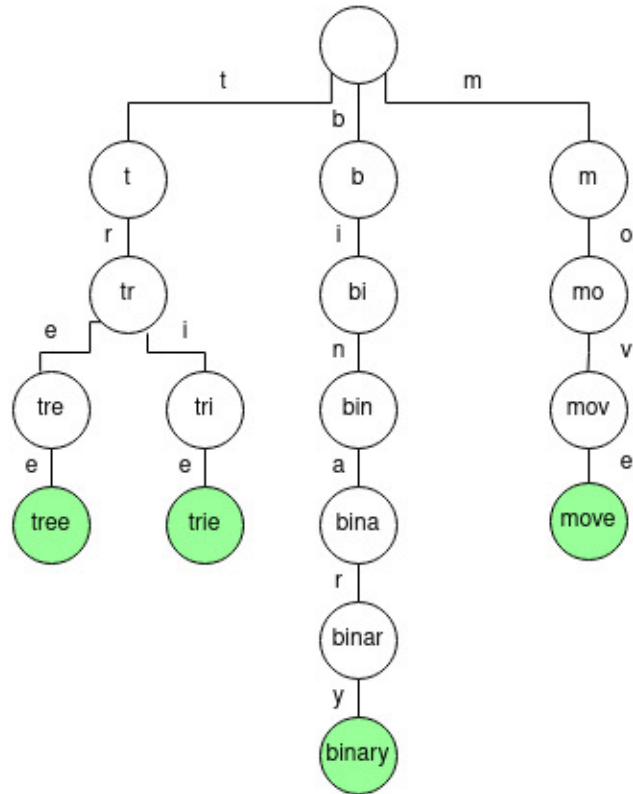 t b m
t b m
r i o
tr bi mo
e i n v
tre tri bin mov
e e a e
tree trie bina move
r
binar
y
binary